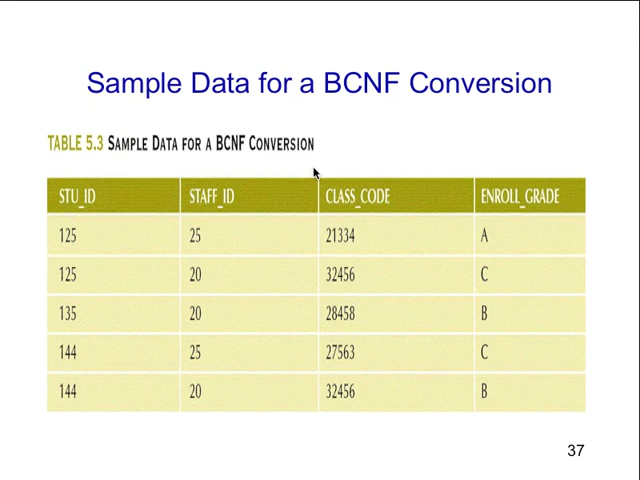 Sample Data for a BCNF Conversion
TABLE 5.3 SAMPLE DATA FOR A BCNF CONVERSION
STU_ID STAFF_ID CLASS_CODE ENROLL_GRADE
125 25 21334 A
125 20 32456 C
135 20 28458 B
144 25 27563 C
144 20 32456 B
37